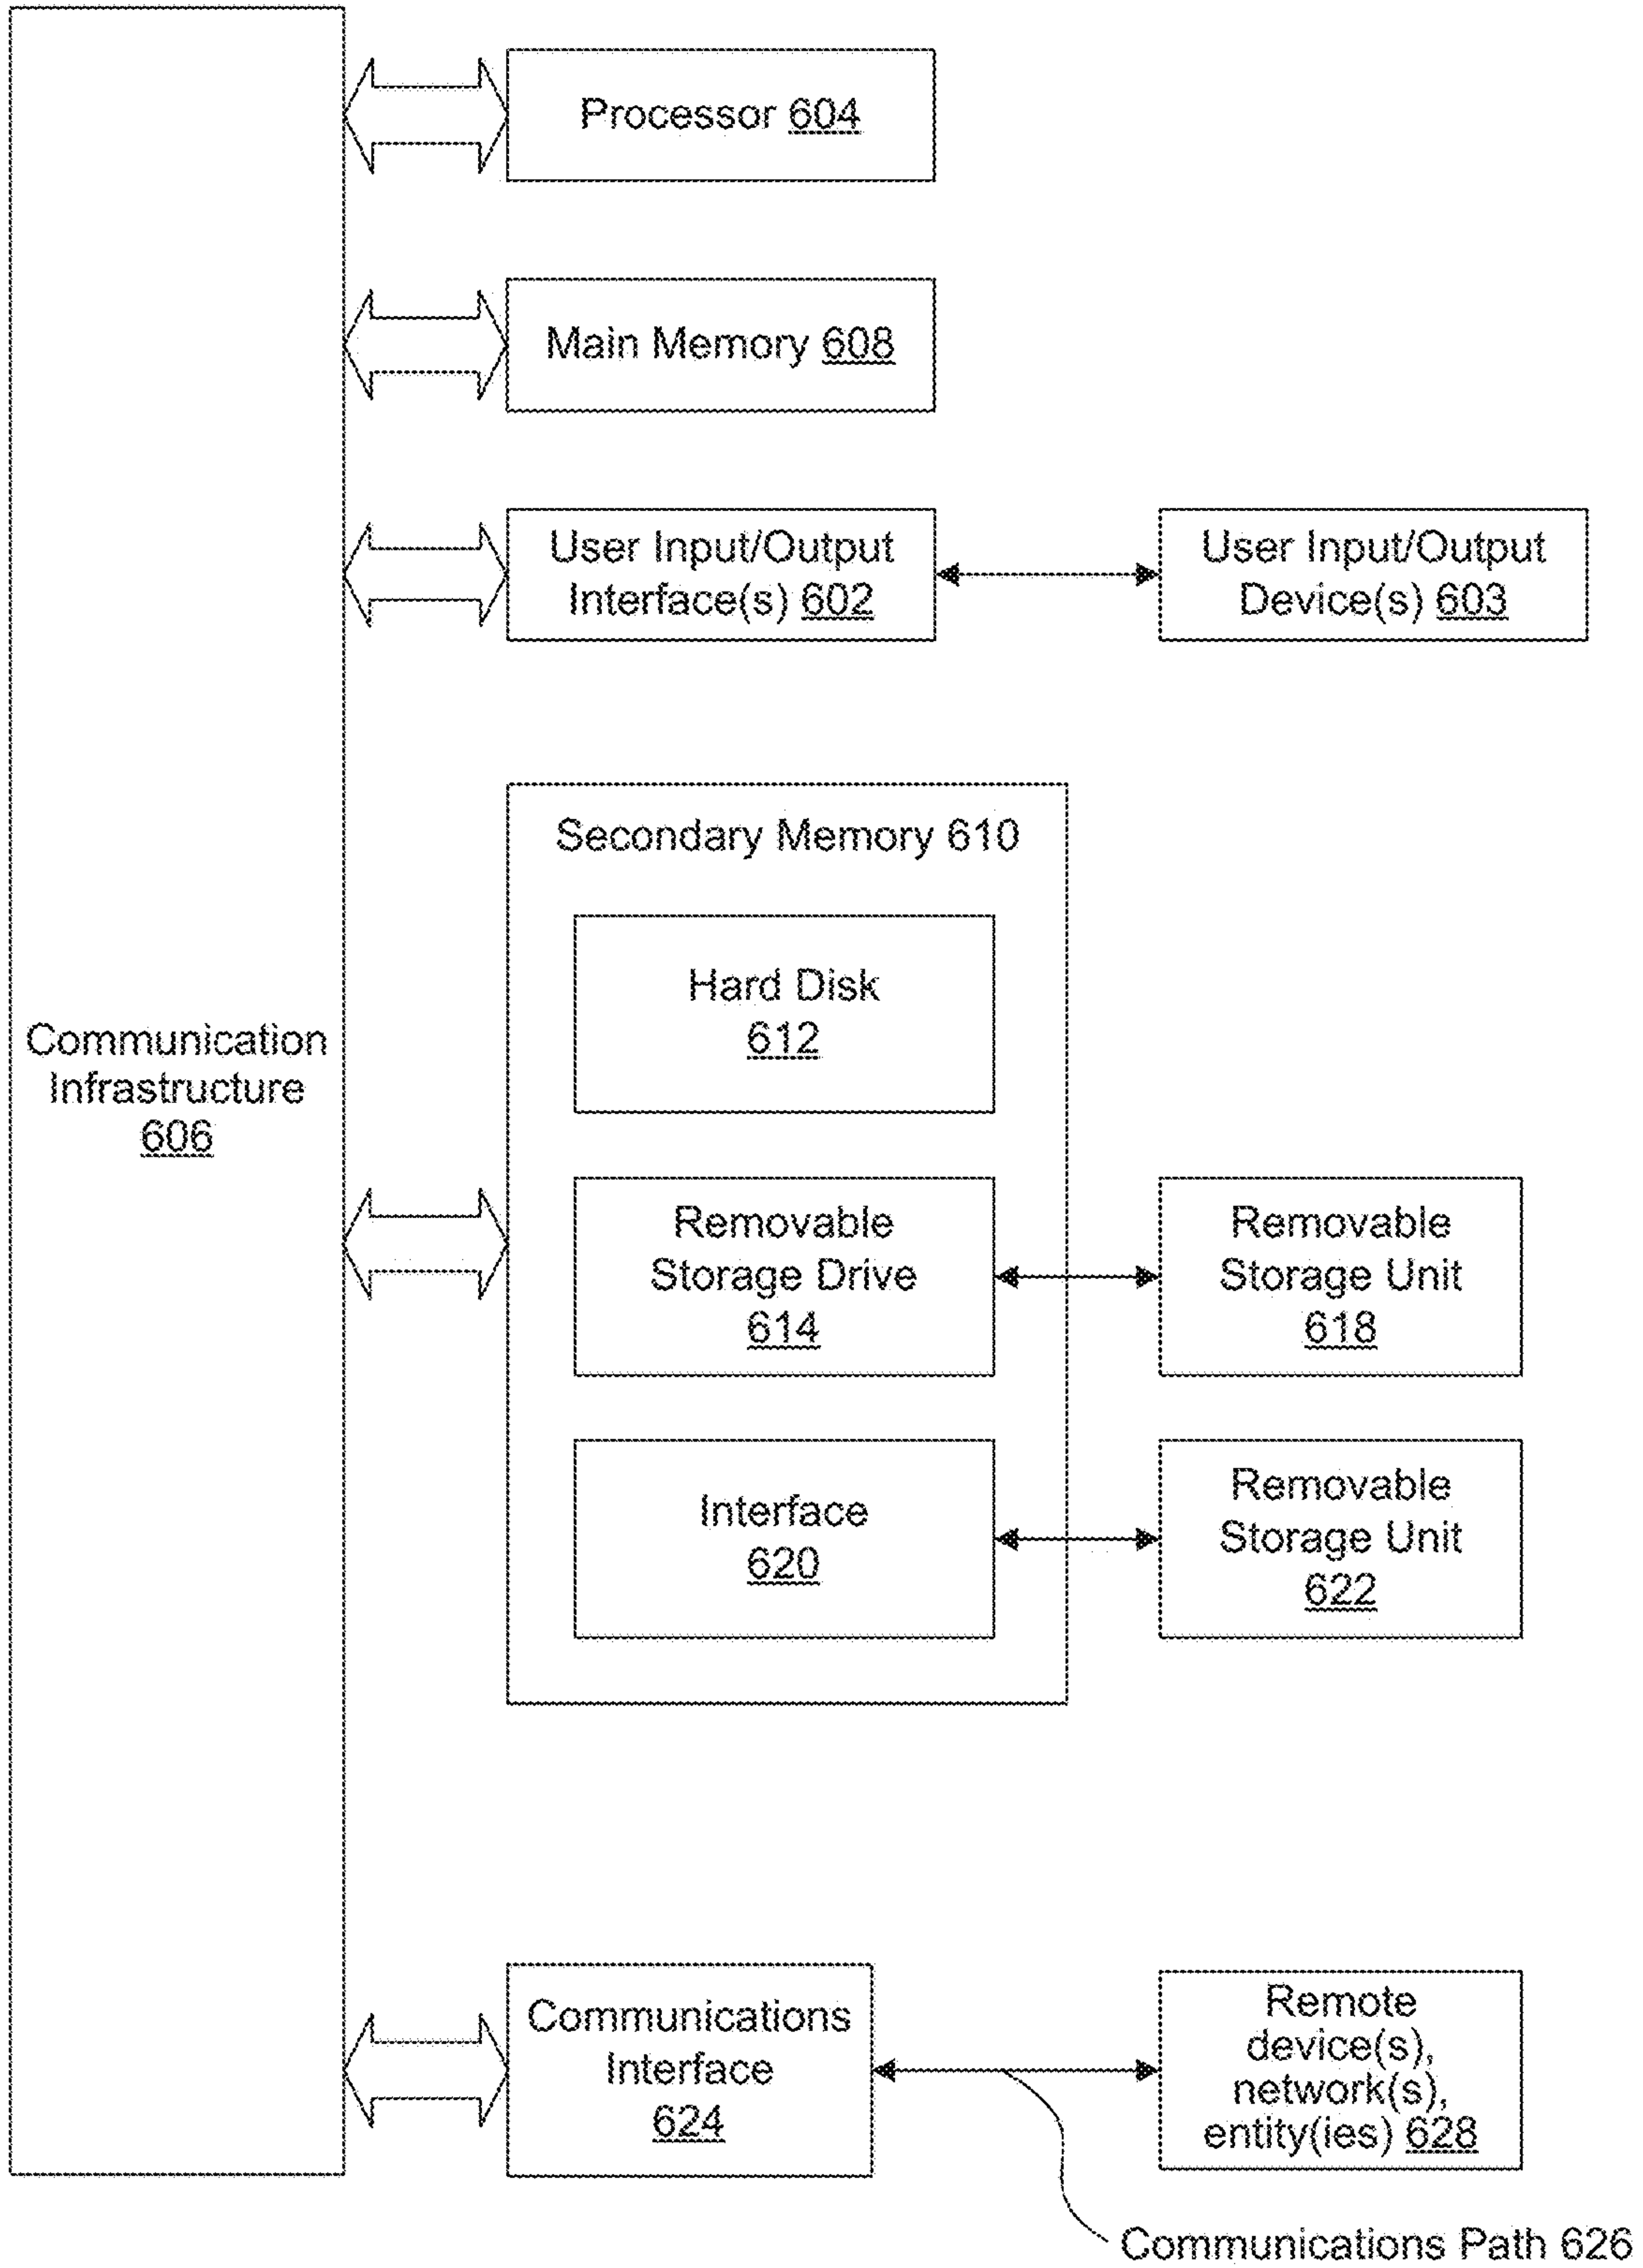 Processor 604
Main Memory 608
User Input/Output
Interface(s) 602
User Input/Output
Device(s) 603
Secondary Memory 610
Hard Disk
612
Communication
Infrastructure
606
Removable
Storage Drive
614
Removable
Storage Unit
618
Interface
620
Removable
Storage Unit
622
Communications
Interface
624
Remote
device(s),
network(s),
entity(ies) 628
Communications Path 626